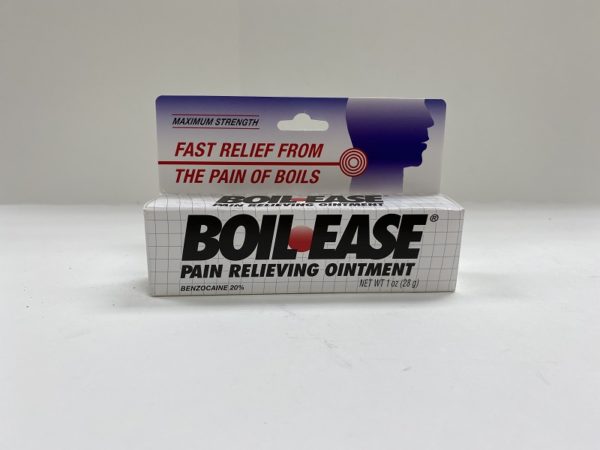 MAXIMUM STRENGTH
FAST RELIEF FROM
THE PAIN OF BOILS
BOIL•EASE
PAIN RELIEVING OINTMENT
BOIL•EASE®
PAIN RELIEVING OINTMENT
BENZOCAINE 20%
NET WT 1 oz (28 g)